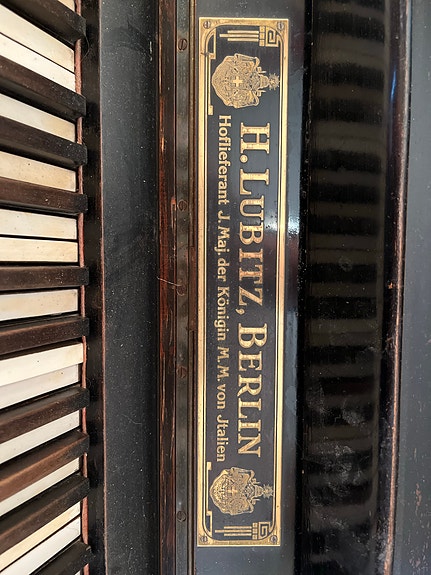 H. LUBITZ, BERLIN
Hoflieferant J. Maj. der Königin M. M. von Jtalien